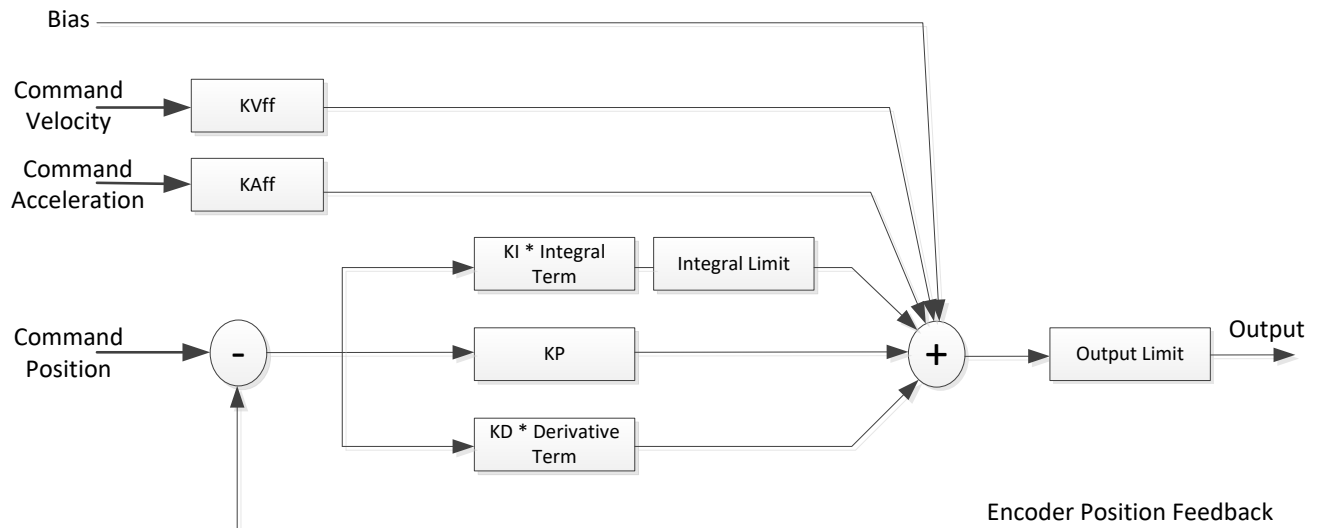 Bias
Command
Velocity
KVff
Command
Acceleration
KAff
KI * Integral
Term
Integral Limit
Command
Position
-
KP
+
Output Limit
Output
KD * Derivative
Term
Encoder Position Feedback